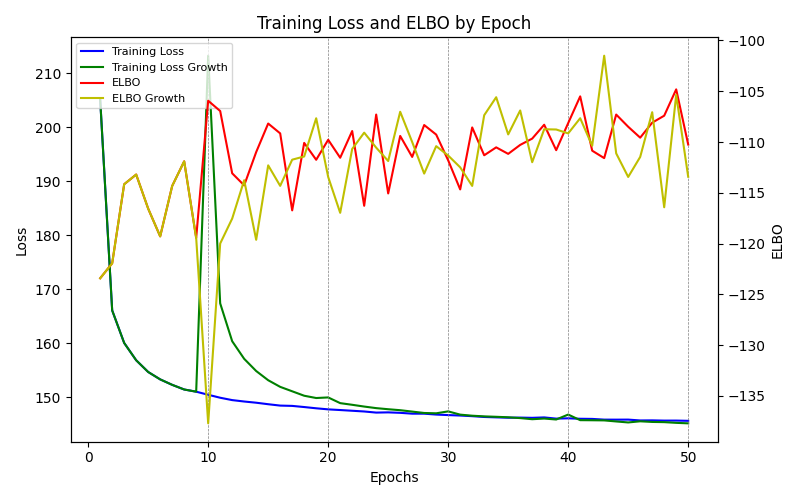 Training Loss and ELBO by Epoch
Training Loss
Training Loss Growth
ELBO
ELBO Growth
Loss
210
200
190
180
170
160
150
ELBO
−100
−105
−110
−115
−120
−125
−130
−135
0 10 20 30 40 50
Epochs